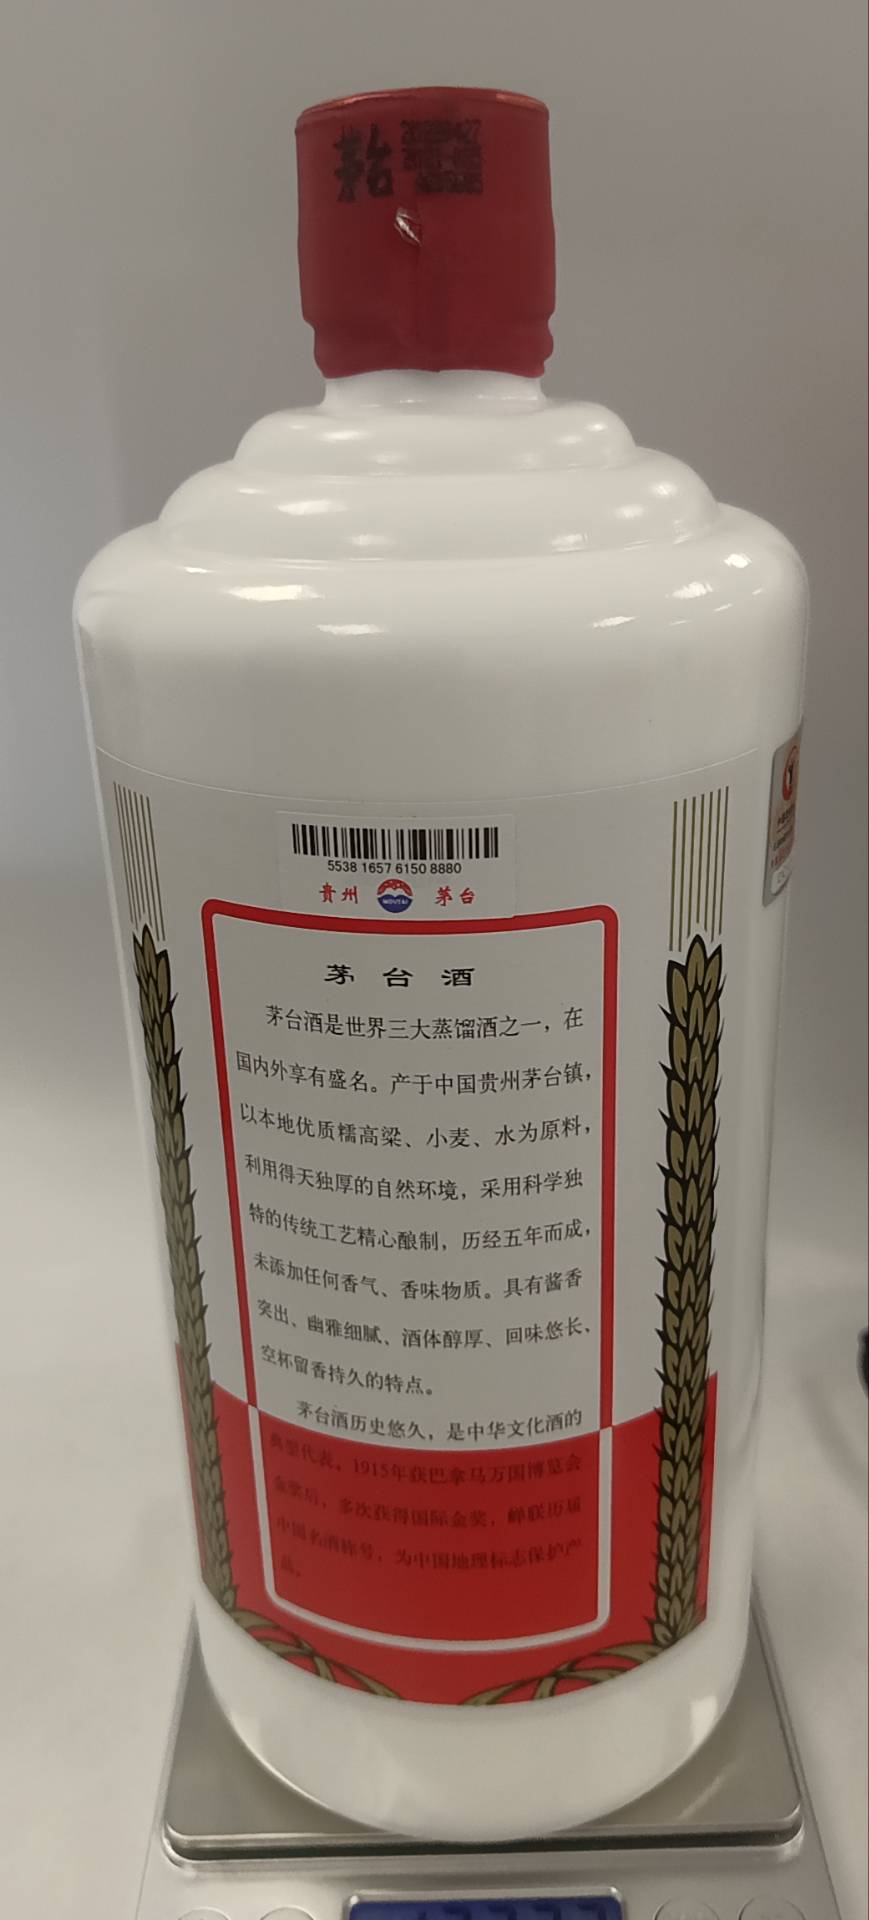 茅台
5538 1657 6150 8880
贵州 MOUTAI 茅台
茅台酒
茅台酒是世界三大蒸馏酒之一，在
国内外享有盛名。产于中国贵州茅台镇，
以本地优质糯高粱、小麦、水为原料，
利用得天独厚的自然环境，采用科学独
特的传统工艺精心酿制，历经五年而成，
未添加任何香气、香味物质。具有酱香
突出、幽雅细腻、酒体醇厚、回味悠长、
空杯留香持久的特点。
茅台酒历史悠久，是中华文化酒的
典型代表。1915年获巴拿马万国博览会
金奖后，多次获得国际金奖，蝉联历届
中国名酒称号，为中国地理标志保护产
品。